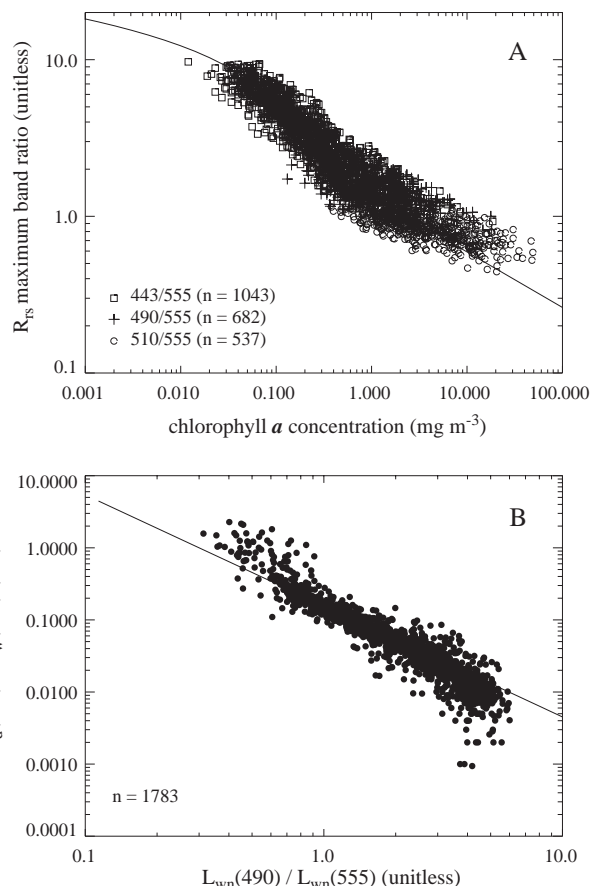 A
10.0
1.0
0.1
R_rs maximum band ratio (unitless)
443/555 (n = 1043)
490/555 (n = 682)
510/555 (n = 537)
0.001 0.010 0.100 1.000 10.000 100.000
chlorophyll a concentration (mg m⁻³)
B
10.0000
1.0000
0.1000
0.0100
0.0010
0.0001
n = 1783
0.1 1.0 10.0
L_wn(490) / L_wn(555) (unitless)